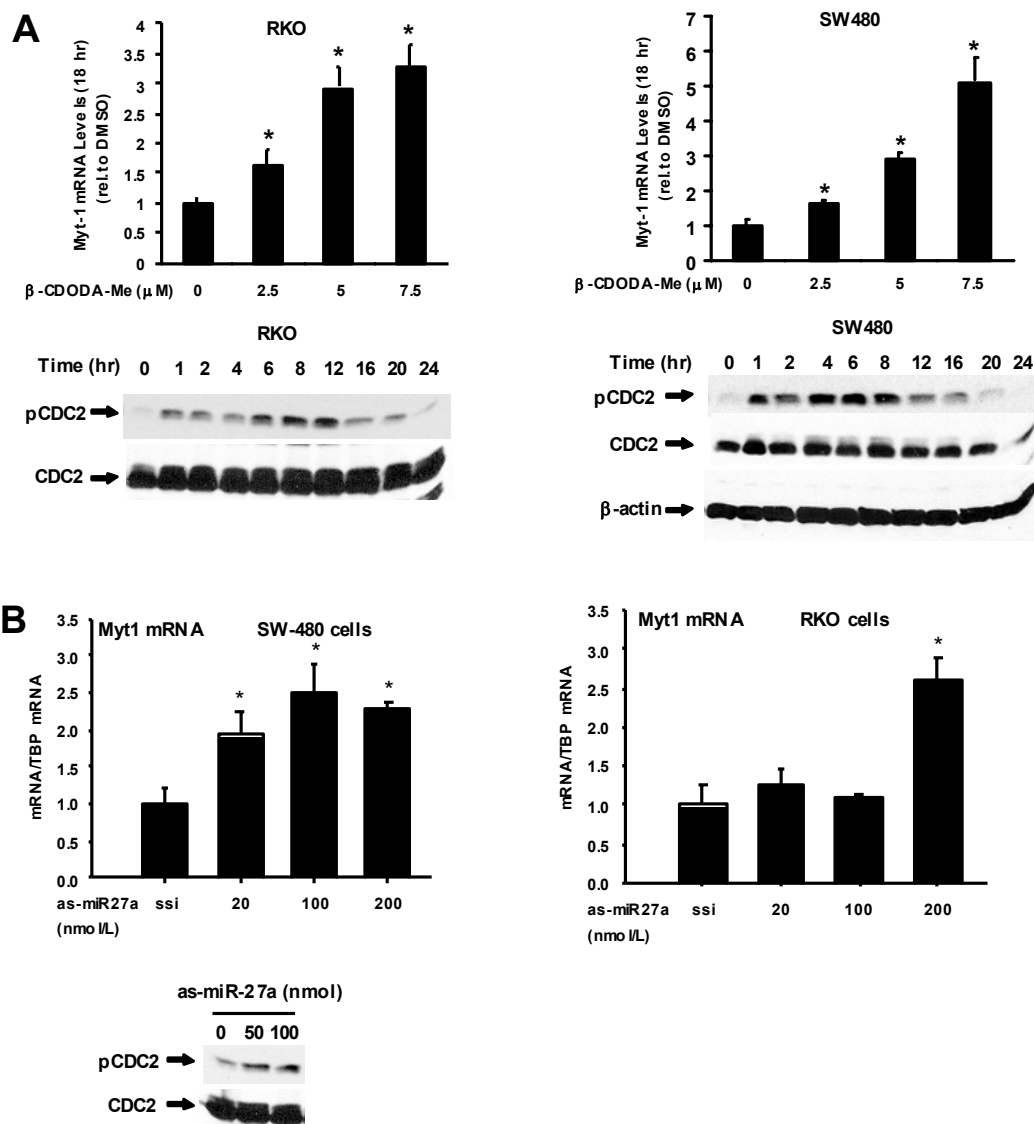 A
RKO
Myt-1 mRNA Levels (18 hr)
(rel. to DMSO)
4
3.5
3
2.5
2
1.5
1
0.5
0
*
*
*
β-CDODA-Me (μM) 0 2.5 5 7.5
SW480
Myt-1 mRNA Levels (18 hr)
(rel. to DMSO)
7
6
5
4
3
2
1
0
*
*
*
β-CDODA-Me (μM) 0 2.5 5 7.5
RKO
Time (hr) 0 1 2 4 6 8 12 16 20 24
pCDC2
CDC2
SW480
Time (hr) 0 1 2 4 6 8 12 16 20 24
pCDC2
CDC2
β-actin
B
Myt1 mRNA SW-480 cells
mRNA/TBP mRNA
3.5
3.0
2.5
2.0
1.5
1.0
0.5
0.0
*
*
*
as-miR27a ssi 20 100 200
(nmol/L)
Myt1 mRNA RKO cells
mRNA/TBP mRNA
3.5
3.0
2.5
2.0
1.5
1.0
0.5
0.0
*
as-miR27a ssi 20 100 200
(nmol/L)
as-miR-27a (nmol)
0 50 100
pCDC2
CDC2